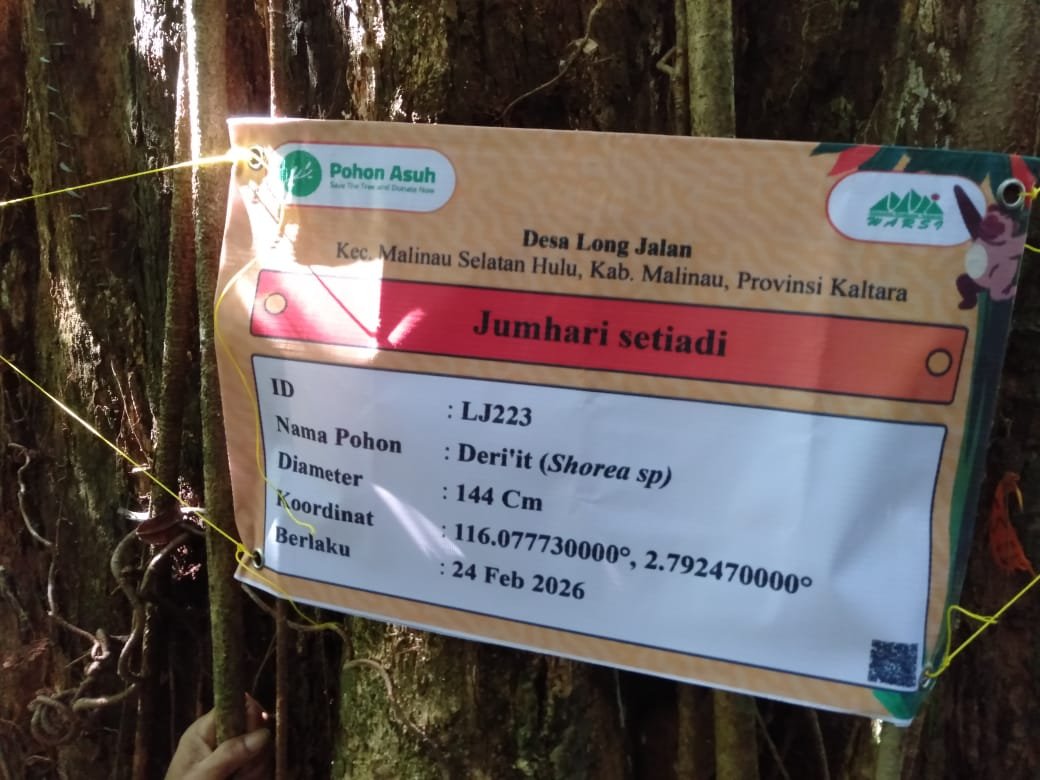 Pohon Asuh
Save The Tree and Donate Now
WARSI
Desa Long Jalan
Kec. Malinau Selatan Hulu, Kab. Malinau, Provinsi Kaltara
Jumhari setiadi
ID : LJ223
Nama Pohon : Deri'it (Shorea sp)
Diameter : 144 Cm
Koordinat : 116.077730000°, 2.792470000°
Berlaku : 24 Feb 2026